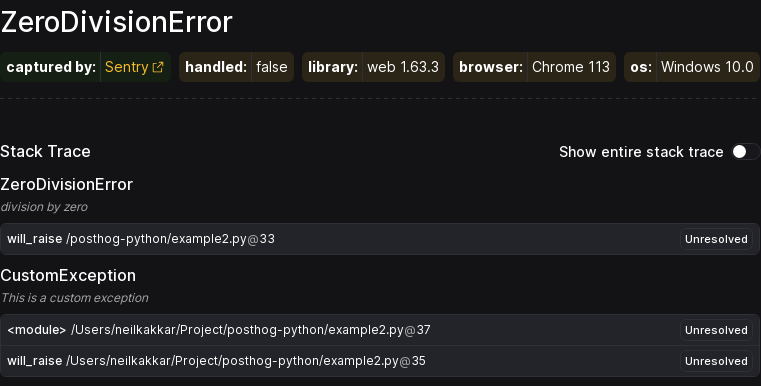 ZeroDivisionError
captured by: Sentry handled: false library: web 1.63.3 browser: Chrome 113 os: Windows 10.0
Stack Trace Show entire stack trace
ZeroDivisionError
division by zero
will_raise /posthog-python/example2.py@33 Unresolved
CustomException
This is a custom exception
<module> /Users/neilkakkar/Project/posthog-python/example2.py@37 Unresolved
will_raise /Users/neilkakkar/Project/posthog-python/example2.py@35 Unresolved